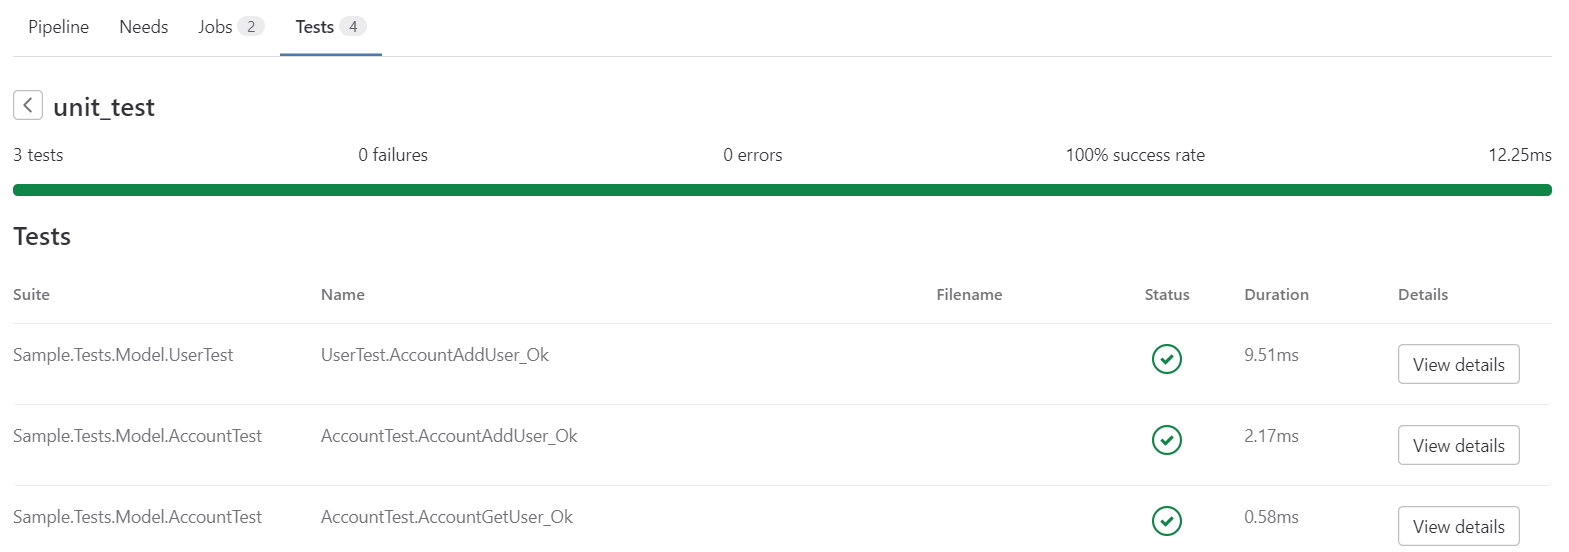 Pipeline Needs Jobs 2 Tests 4
unit_test
3 tests 0 failures 0 errors 100% success rate 12.25ms
Tests
Suite Name Filename Status Duration Details
Sample.Tests.Model.UserTest UserTest.AccountAddUser_Ok 9.51ms View details
Sample.Tests.Model.AccountTest AccountTest.AccountAddUser_Ok 2.17ms View details
Sample.Tests.Model.AccountTest AccountTest.AccountGetUser_Ok 0.58ms View details